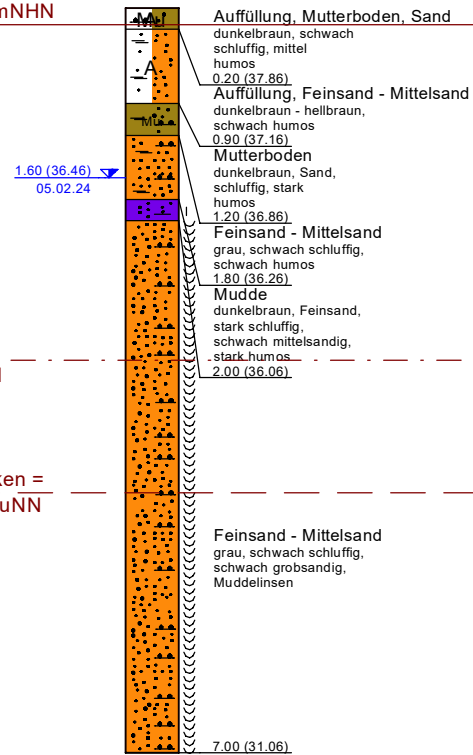 mNHN
Mu
A
Mu
Auffüllung, Mutterboden, Sand
dunkelbraun, schwach
schluffig, mittel
humos
0.20 (37.86)
Auffüllung, Feinsand - Mittelsand
dunkelbraun - hellbraun,
schwach humos
0.90 (37.16)
Mutterboden
dunkelbraun, Sand,
schluffig, stark
humos
1.20 (36.86)
1.60 (36.46)
05.02.24
Feinsand - Mittelsand
grau, schwach schluffig,
schwach humos
1.80 (36.26)
Mudde
dunkelbraun, Feinsand,
stark schluffig,
schwach mittelsandig,
stark humos
2.00 (36.06)
ken =
uNN
Feinsand - Mittelsand
grau, schwach schluffig,
schwach grobsandig,
Muddelinsen
7.00 (31.06)